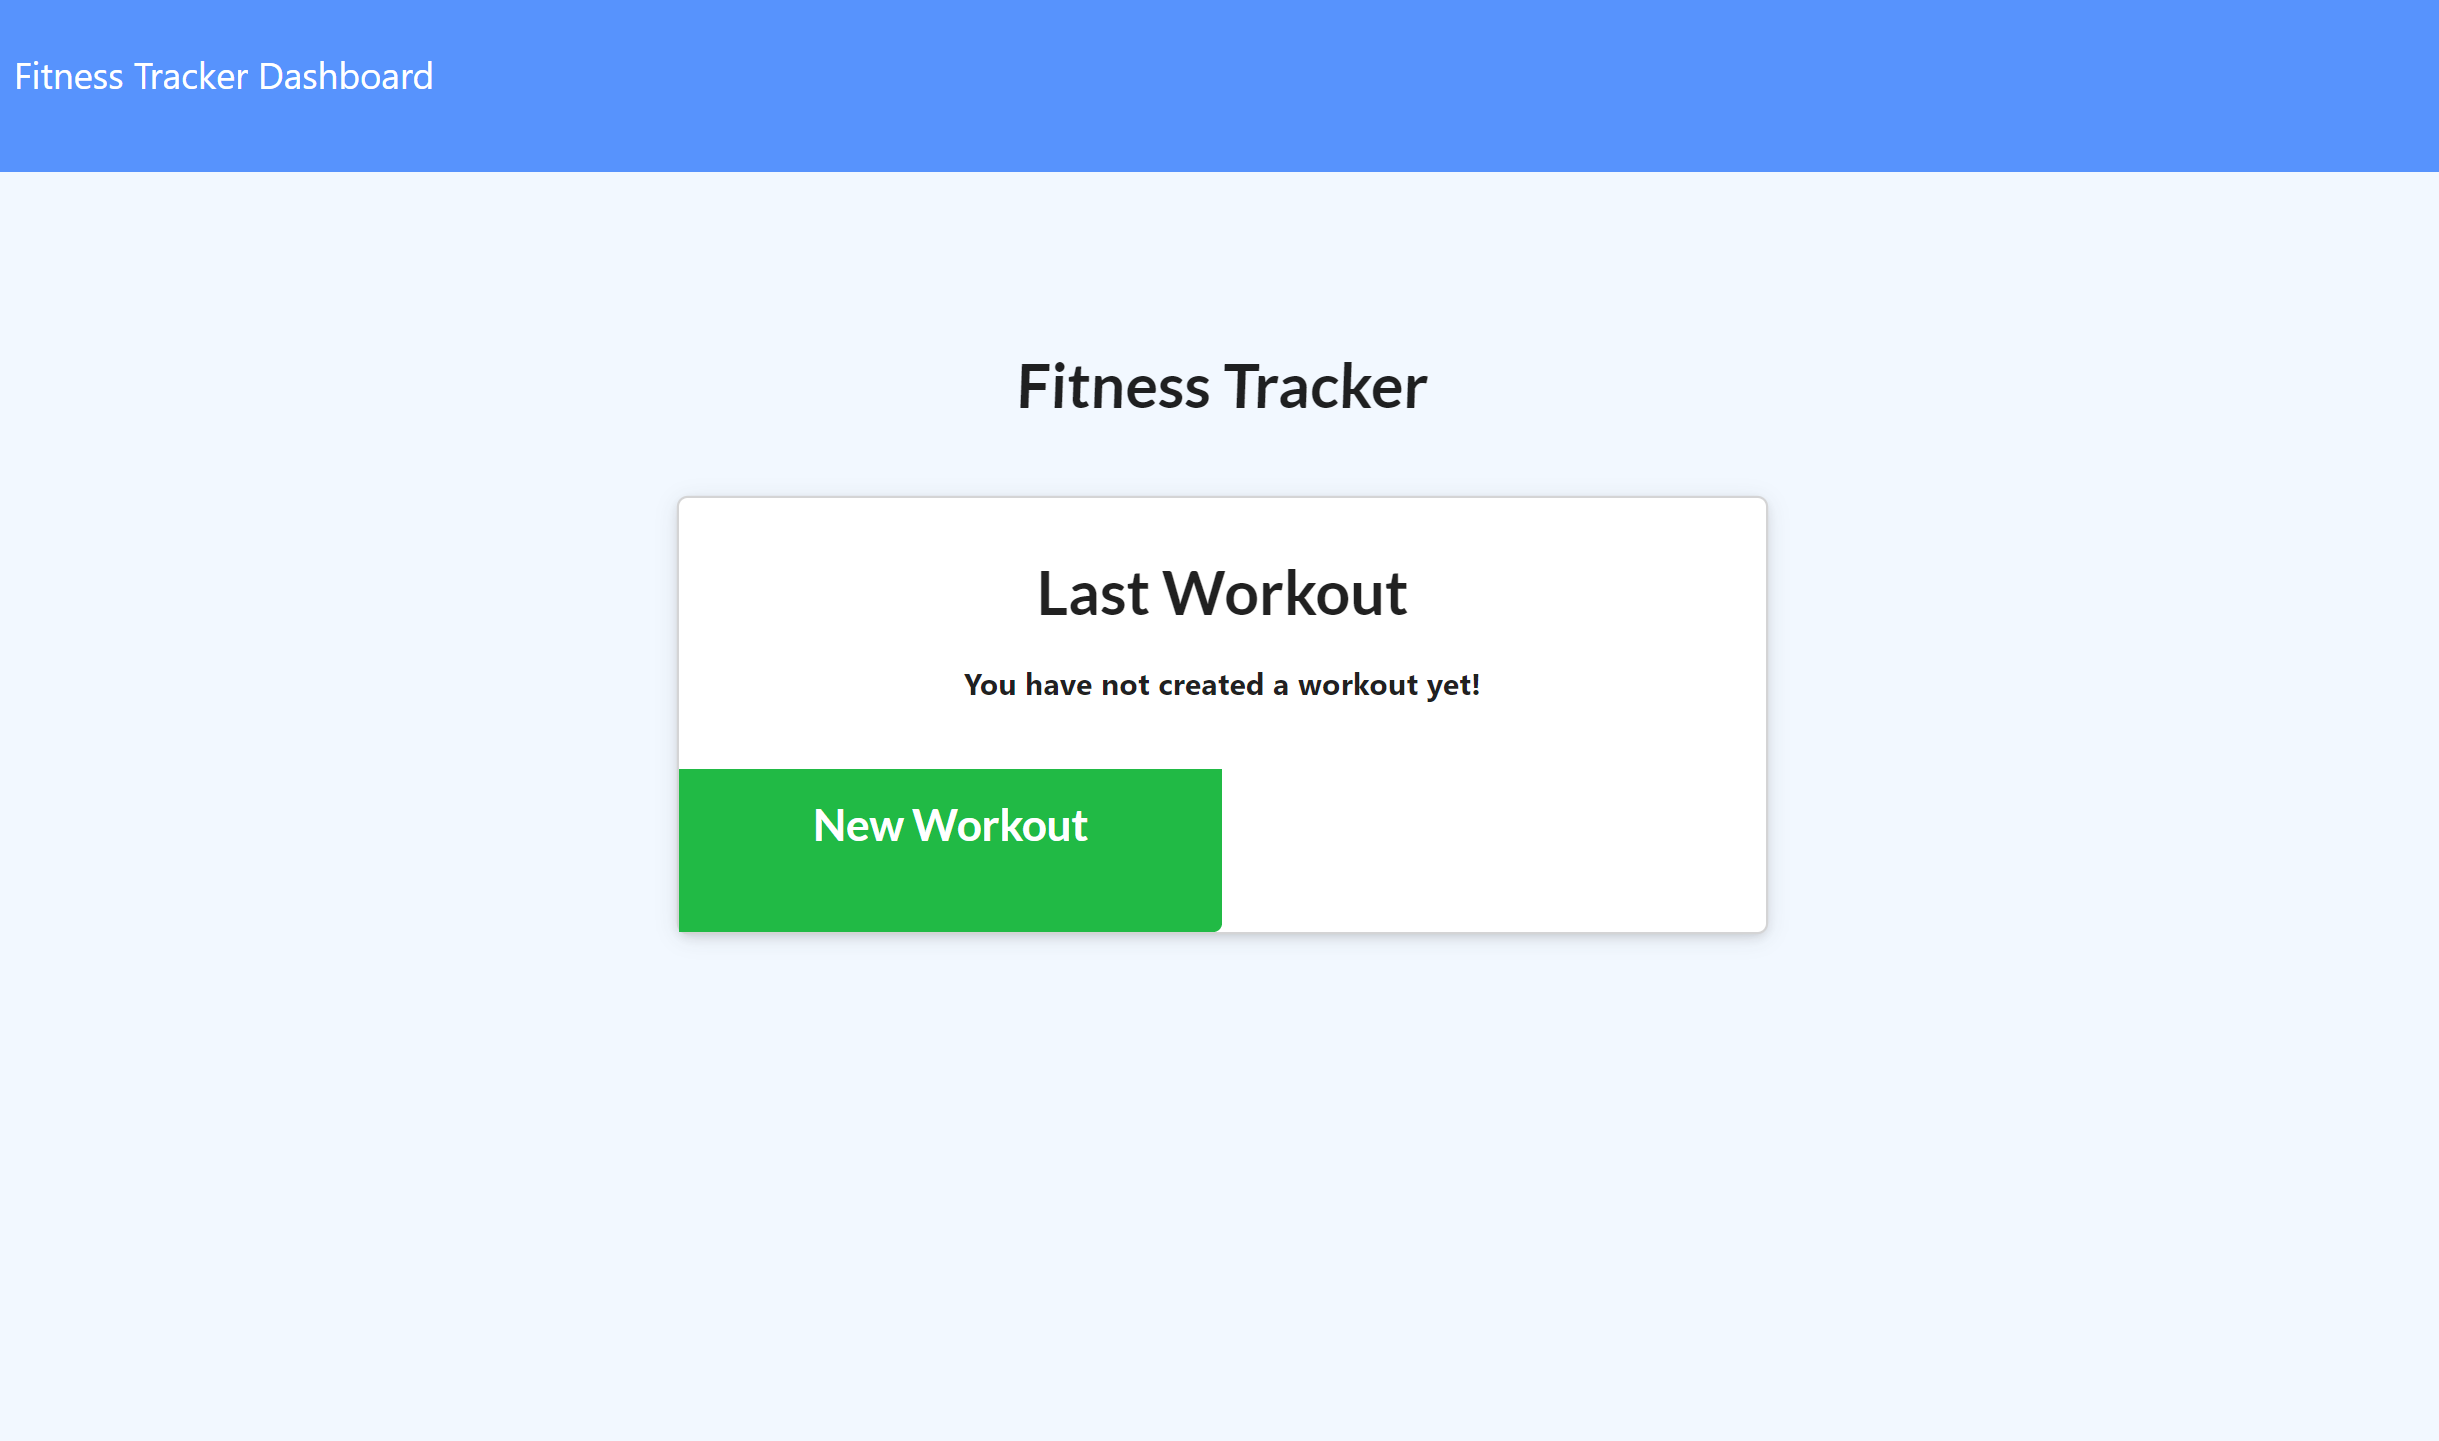 Fitness Tracker Dashboard
Fitness Tracker
Last Workout
You have not created a workout yet!
New Workout